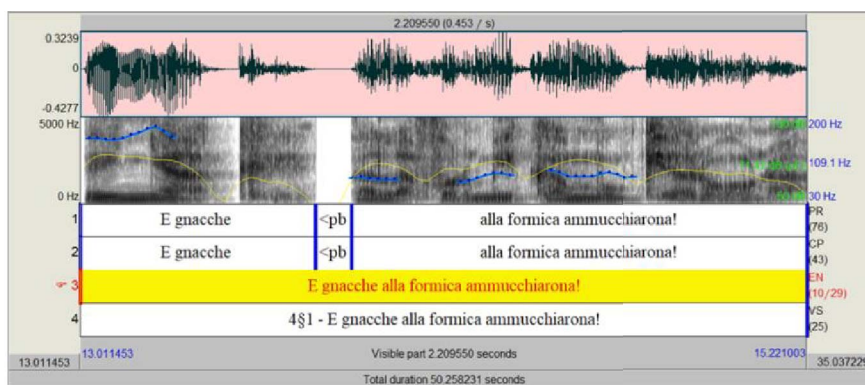 2.209550 (0.453 / s)
0.3239
0
-0.4277
5000 Hz
200 Hz
109.1 Hz
0 Hz
30 Hz
1 E gnacche <pb alla formica ammucchiarona! PR (76)
2 E gnacche <pb alla formica ammucchiarona! CP (43)
3 E gnacche alla formica ammucchiarona! EN (10/29)
4 4§1 - E gnacche alla formica ammucchiarona! VS (25)
13.011453 13.011453 Visible part 2.209550 seconds 15.221003 35.037229
Total duration 50.258231 seconds